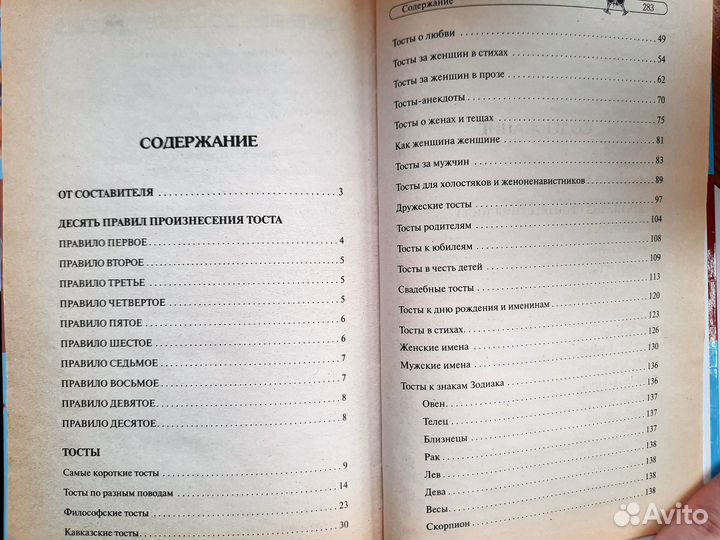 СОДЕРЖАНИЕ
ОТ СОСТАВИТЕЛЯ ........ 3
ДЕСЯТЬ ПРАВИЛ ПРОИЗНЕСЕНИЯ ТОСТА
ПРАВИЛО ПЕРВОЕ ........ 4
ПРАВИЛО ВТОРОЕ ........ 5
ПРАВИЛО ТРЕТЬЕ ........ 5
ПРАВИЛО ЧЕТВЕРТОЕ ........ 5
ПРАВИЛО ПЯТОЕ ........ 6
ПРАВИЛО ШЕСТОЕ ........ 6
ПРАВИЛО СЕДЬМОЕ ........ 7
ПРАВИЛО ВОСЬМОЕ ........ 7
ПРАВИЛО ДЕВЯТОЕ ........ 8
ПРАВИЛО ДЕСЯТОЕ ........ 8
ТОСТЫ
Самые короткие тосты ........ 9
Тосты по разным поводам ........ 14
Философские тосты ........ 23
Кавказские тосты ........ 30
Содержание 283
Тосты о любви ........ 49
Тосты за женщин в стихах ........ 54
Тосты за женщин в прозе ........ 62
Тосты-анекдоты ........ 70
Тосты о женах и тещах ........ 75
Как женщина женщине ........ 81
Тосты за мужчин ........ 83
Тосты для холостяков и женоненавистников ........ 89
Дружеские тосты ........ 97
Тосты родителям ........ 104
Тосты к юбилеям ........ 108
Тосты в честь детей ........ 109
Свадебные тосты ........ 113
Тосты к дню рождения и именинам ........ 120
Тосты в стихах ........ 123
Женские имена ........ 126
Мужские имена ........ 130
Тосты к знакам Зодиака ........ 136
Овен ........ 136
Телец ........ 137
Близнецы ........ 137
Рак ........ 138
Лев ........ 138
Дева ........ 138
Весы ........ 138
Скорпион
Avito